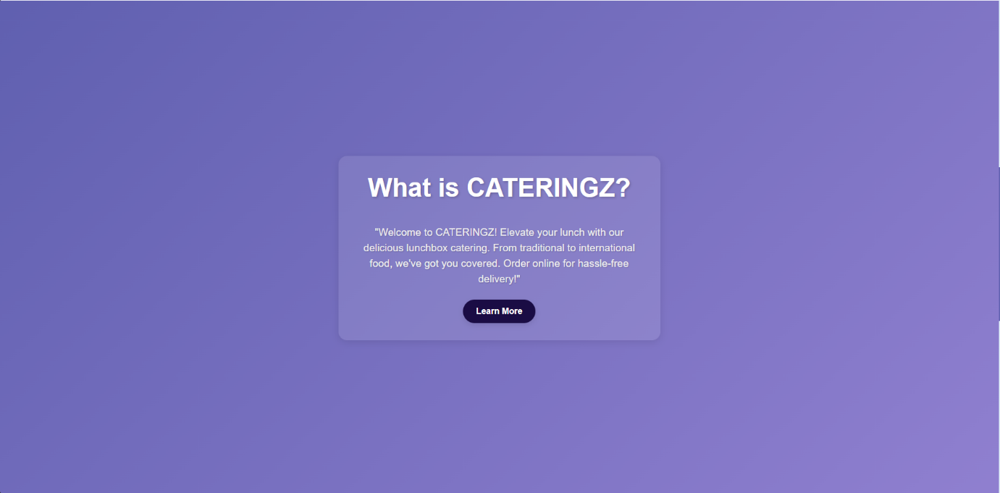 What is CATERINGZ?
"Welcome to CATERINGZ! Elevate your lunch with our
delicious lunchbox catering. From traditional to international
food, we've got you covered. Order online for hassle-free
delivery!"
Learn More